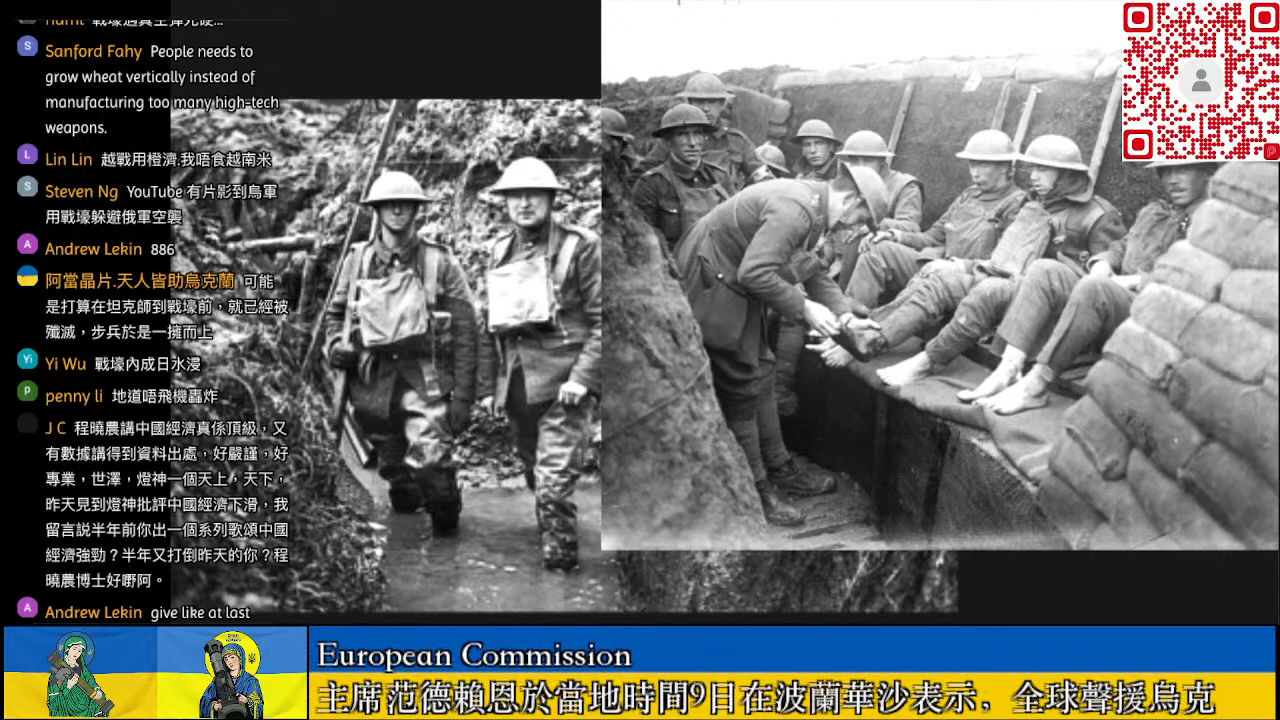 Sanford Fahy People needs to
grow wheat vertically instead of
manufacturing too many high-tech
weapons.
Lin Lin 越戰用橙濟.我唔食越南米
Steven Ng YouTube 有片影到烏軍
用戰壕躲避俄軍空襲
Andrew Lekin 886
阿當晶片.天人皆助烏克蘭 可能
是打算在坦克師到戰壕前，就已經被
殲滅，步兵於是一擁而上
Yi Wu 戰壕內成日水浸
penny li 地道唔飛機轟炸
J C 程曉農講中國經濟真係頂級，又
有數據講得到資料出處，好嚴謹，好
專業，世澤，燈神一個天上，天下，
昨天見到燈神批評中國經濟下滑，我
留言説半年前你出一個系列歌頌中國
經濟強勁？半年又打倒昨天的你？程
曉農博士好嘢阿。
Andrew Lekin give like at last
European Commission
主席范德賴恩於當地時間9日在波蘭華沙表示，全球聲援烏克